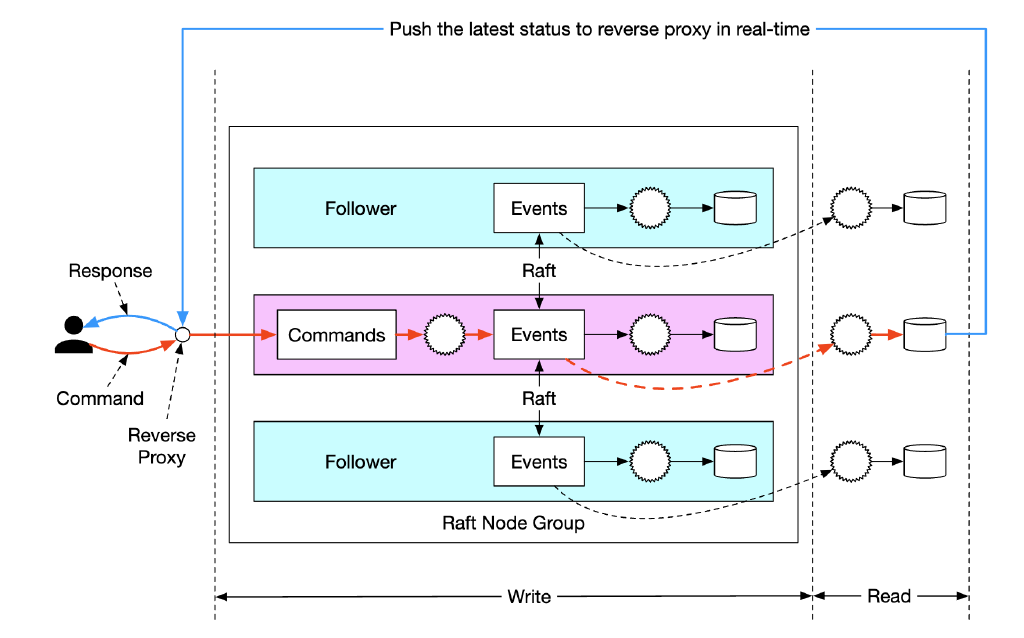 Push the latest status to reverse proxy in real-time
Follower
Events
Raft
Response
Commands
Events
Command
Raft
Reverse
Proxy
Follower
Events
Raft Node Group
Write
Read